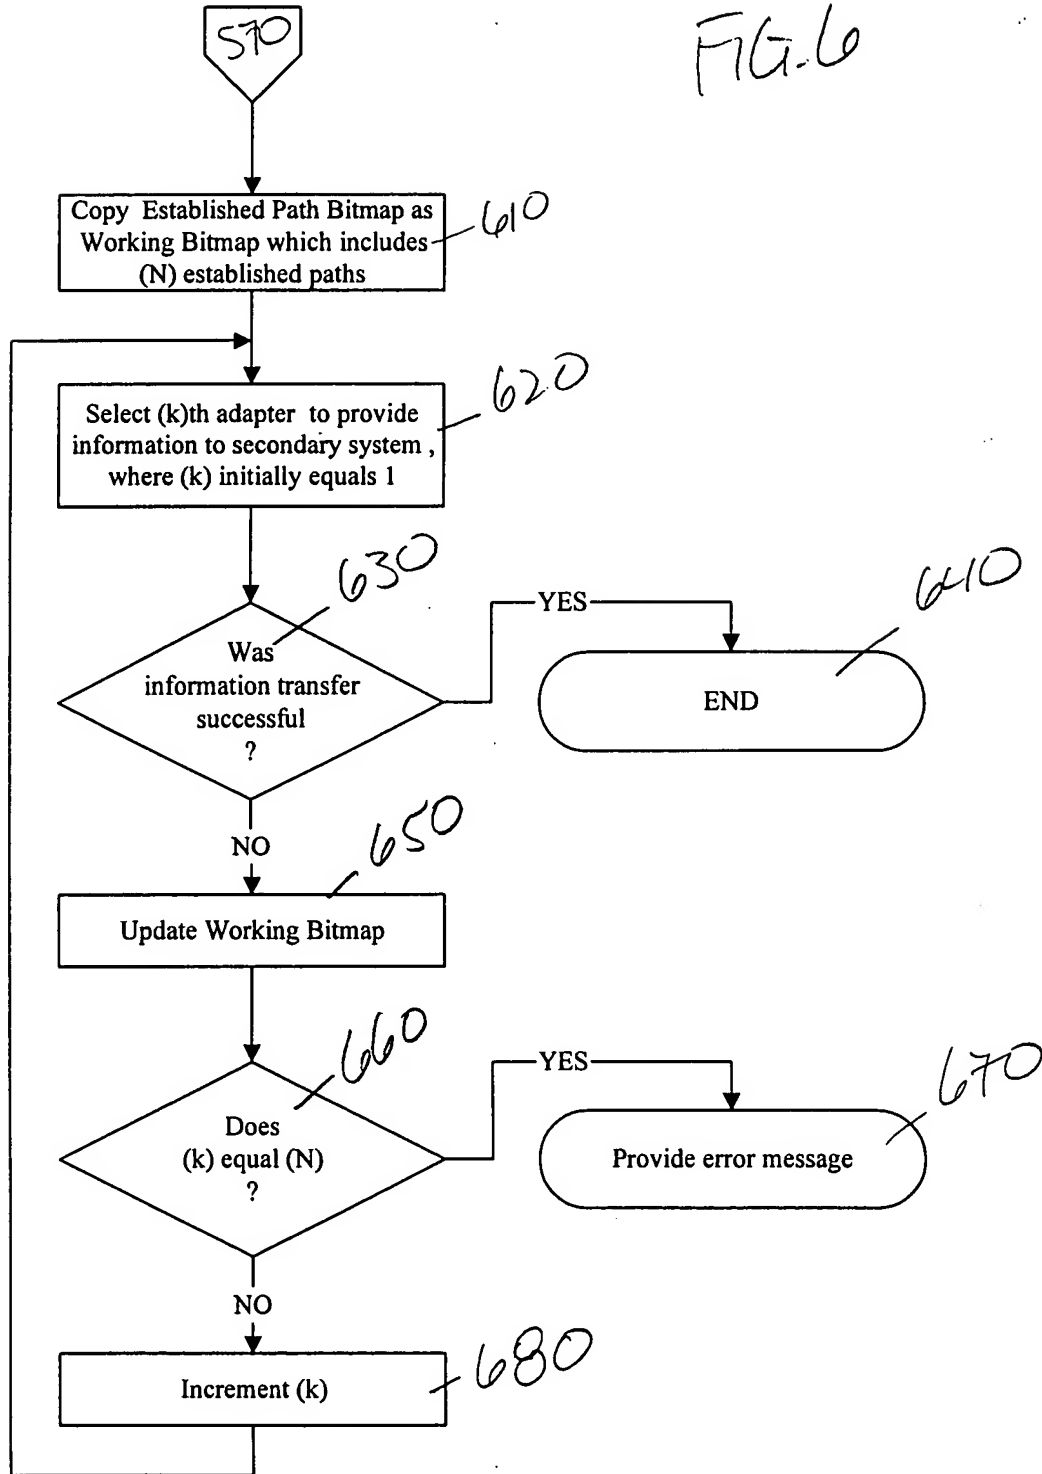 570
FIG.6
Copy Established Path Bitmap as
Working Bitmap which includes
(N) established paths
610
Select (k)th adapter to provide
information to secondary system ,
where (k) initially equals 1
620
630
Was
information transfer
successful
?
YES
640
END
NO
650
Update Working Bitmap
660
Does
(k) equal (N)
?
YES
670
Provide error message
NO
680
Increment (k)